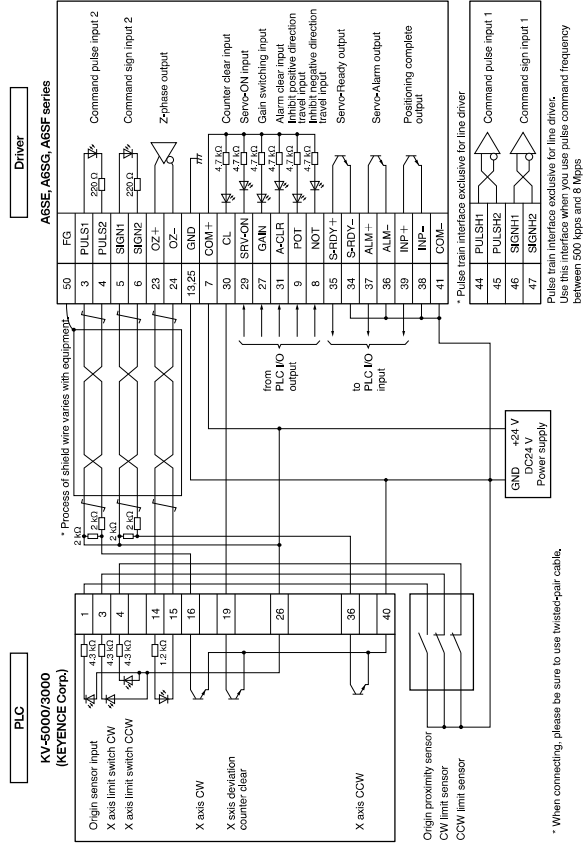 PLC
KV-5000/3000
(KEYENCE Corp.)
Origin sensor input
X axis limit switch CW
X axis limit switch CCW
X axis CW
X sxis deviation
counter clear
X axis CCW
4.3 kΩ
4.3 kΩ
4.3 kΩ
1.2 kΩ
1
3
4
14
15
16
19
26
36
40
Origin proximity sensor
CW limit sensor
CCW limit sensor
* When connecting, please be sure to use twisted-pair cable.
* Process of shield wire varies with equipment.
2 kΩ
2 kΩ
2 kΩ
from
PLC I/O
output
to
PLC I/O
input
GND
+24 V
DC24 V
Power supply
Driver
A6SE, A6SG, A6SF series
50 FG
3 PULS1
4 PULS2
5 SIGN1
6 SIGN2
23 OZ+
24 OZ-
13,25 GND
7 COM+
30 CL
29 SRV-ON
27 GAIN
31 A-CLR
9 POT
8 NOT
35 S-RDY+
34 S-RDY-
37 ALM+
36 ALM-
39 INP+
38 INP-
41 COM-
220 Ω
220 Ω
4.7 kΩ
4.7 kΩ
4.7 kΩ
4.7 kΩ
4.7 kΩ
4.7 kΩ
Command pulse input 2
Command sign input 2
Z-phase output
Counter clear input
Servo-ON input
Gain switching input
Alarm clear input
Inhibit positive direction
travel input
Inhibit negative direction
travel input
Servo-Ready output
Servo-Alarm output
Positioning complete
output
* Pulse train interface exclusive for line driver
44 PULSH1
45 PULSH2
46 SIGNH1
47 SIGNH2
Command pulse input 1
Command sign input 1
Pulse train interface exclusive for line driver.
Use this interface when you use pulse command frequency
between 500 kpps and 8 Mpps